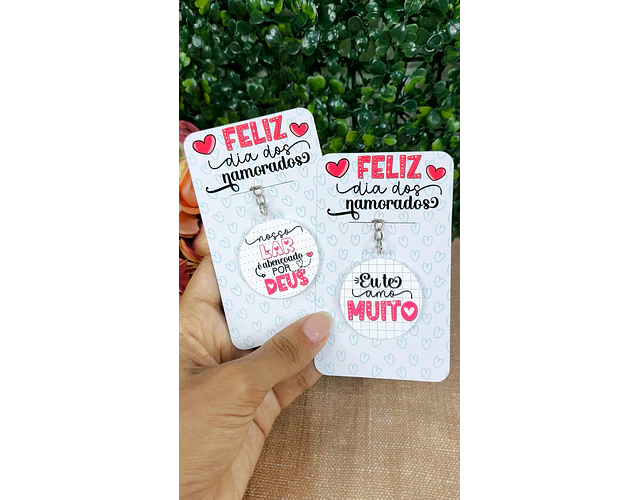 FELIZ
dia dos
namorados
nosso
LAR
é abençoado
POR
DEUS
FELIZ
dia dos
namorados
Eu te
amo
MUITO